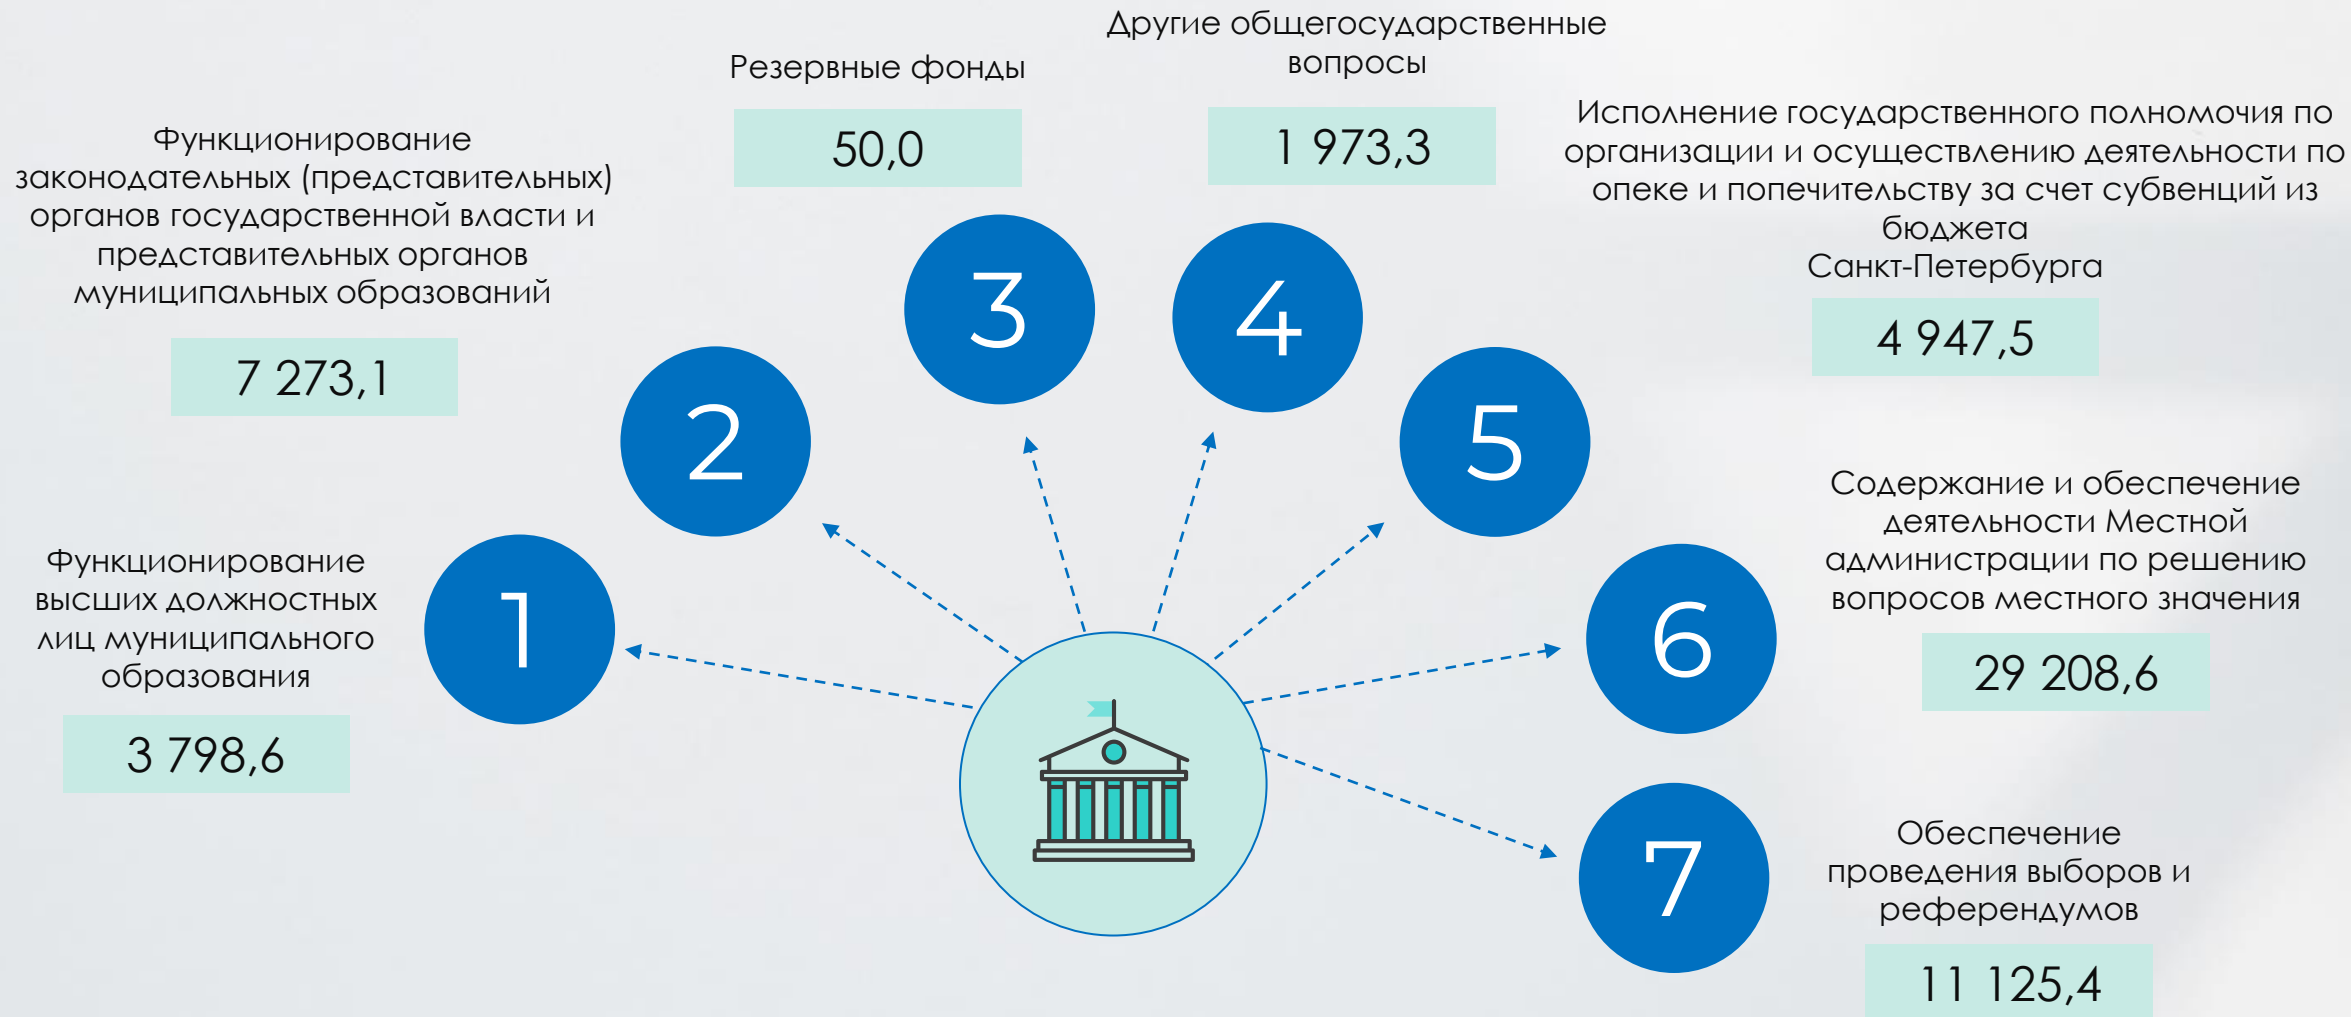 Функционирование
высших должностных
лиц муниципального
образования
3 798,6
1
Функционирование
законодательных (представительных)
органов государственной власти и
представительных органов
муниципальных образований
7 273,1
2
Резервные фонды
50,0
3
Другие общегосударственные
вопросы
1 973,3
4
Исполнение государственного полномочия по
организации и осуществлению деятельности по
опеке и попечительству за счет субвенций из
бюджета
Санкт-Петербурга
4 947,5
5
Содержание и обеспечение
деятельности Местной
администрации по решению
вопросов местного значения
29 208,6
6
Обеспечение
проведения выборов и
референдумов
11 125,4
7